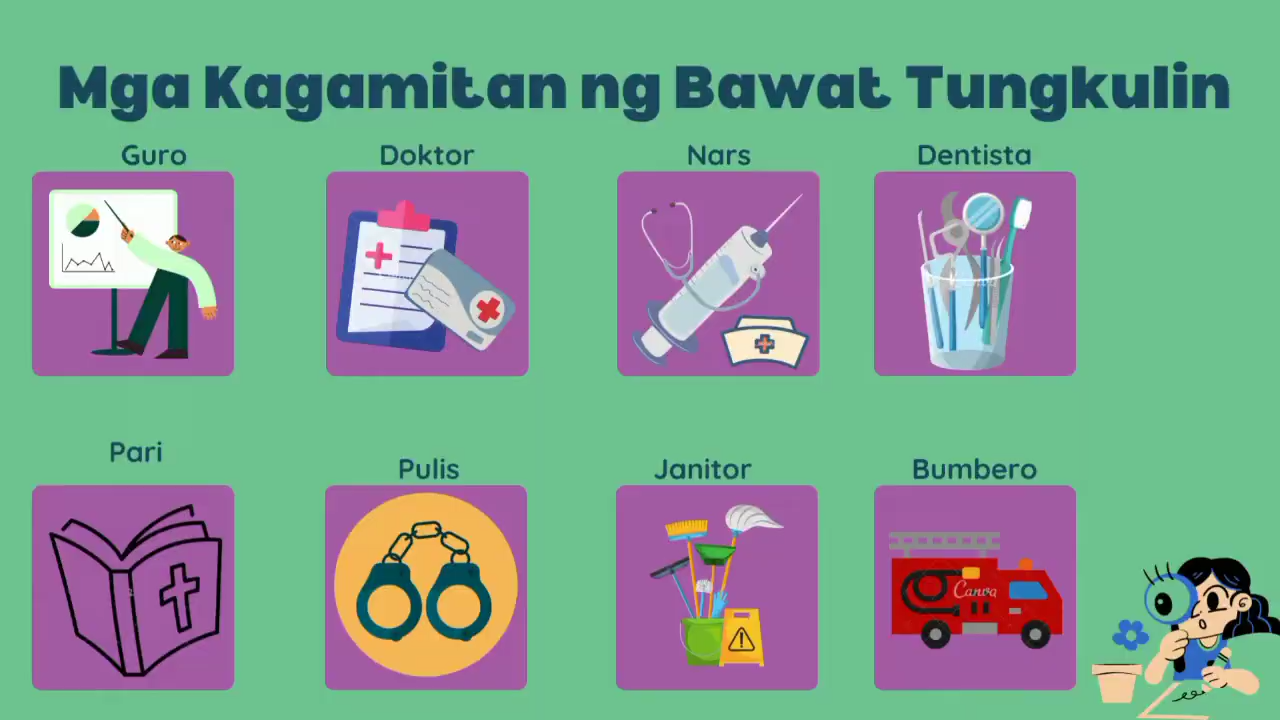 Mga Kagamitan ng Bawat Tungkulin
Guro
Doktor
Nars
Dentista
Pari
Pulis
Janitor
Bumbero
Canva